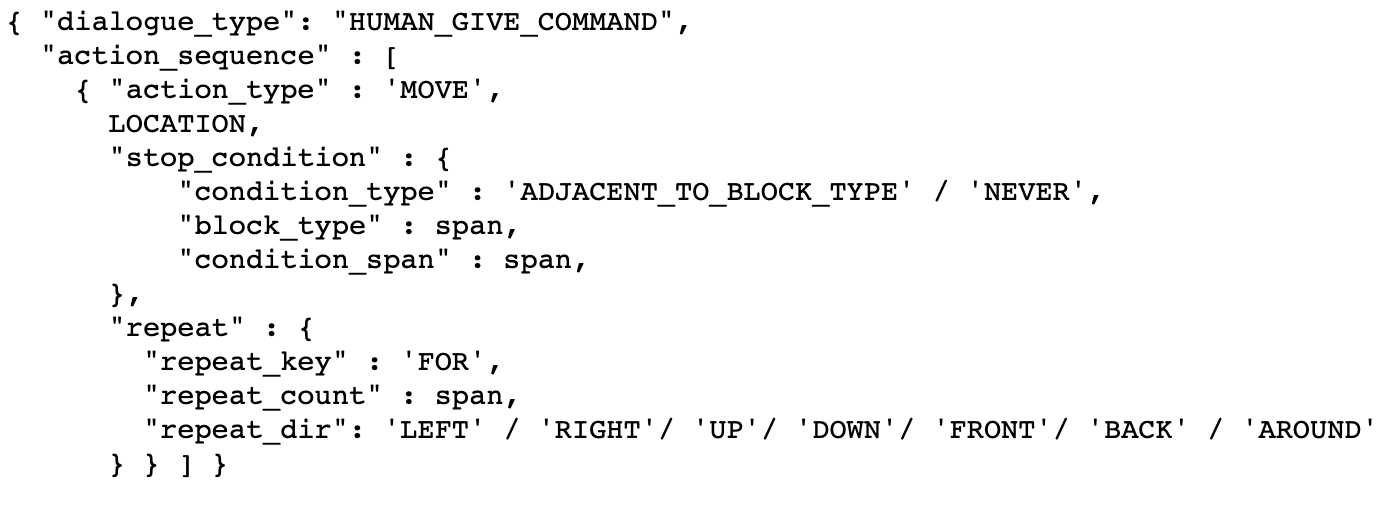 { "dialogue_type": "HUMAN_GIVE_COMMAND",
"action_sequence" : [
{ "action_type" : 'MOVE',
LOCATION,
"stop_condition" : {
"condition_type" : 'ADJACENT_TO_BLOCK_TYPE' / 'NEVER',
"block_type" : span,
"condition_span" : span,
},
"repeat" : {
"repeat_key" : 'FOR',
"repeat_count" : span,
"repeat_dir": 'LEFT' / 'RIGHT'/ 'UP'/ 'DOWN'/ 'FRONT'/ 'BACK' / 'AROUND'
} } ] }